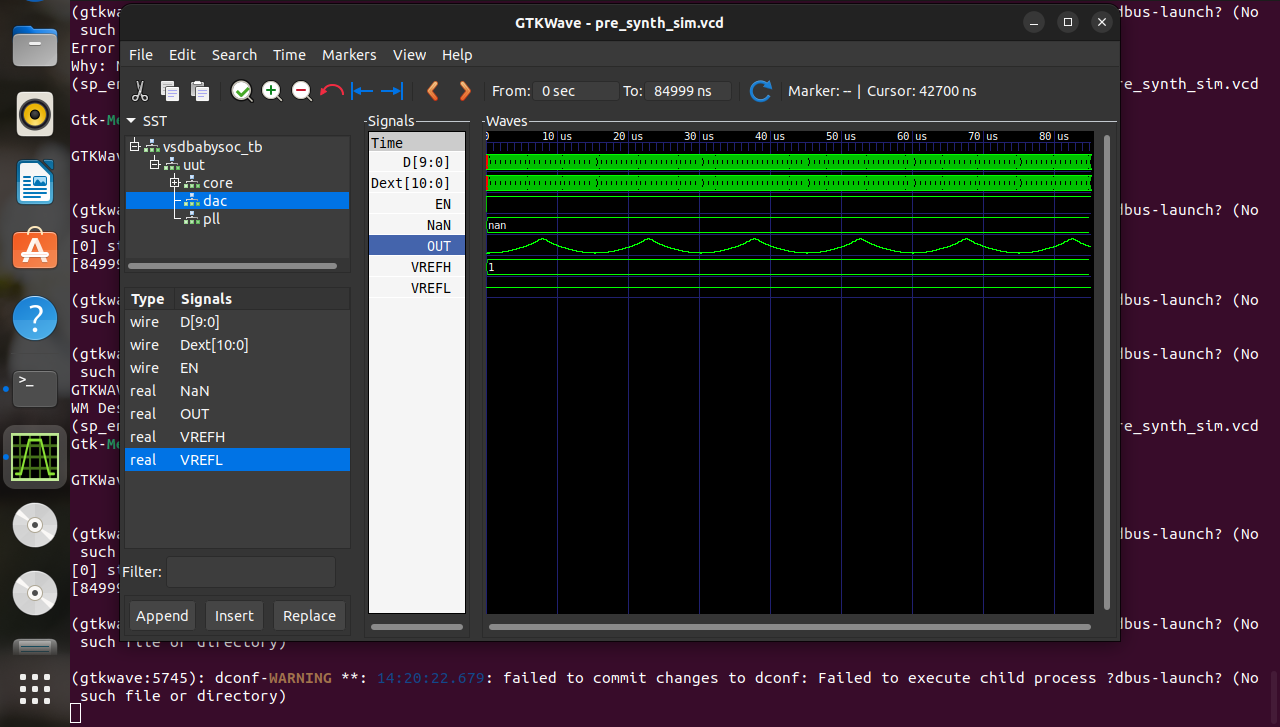 (gtkw
dbus-launch? (No
such
Error
Why: N
(sp_en
re_synth_sim.vcd
Gtk-Me
GTKWav
(gtkwa
dbus-launch? (No
such
[0] st
[84999
(gtkwa
dbus-launch? (No
such
(gtkwa
dbus-launch? (No
such
GTKWAV
WM Des
(sp_en
re_synth_sim.vcd
Gtk-Me
GTKWav
(gtkwa
dbus-launch? (No
such
[0] st
[84999
(gtkwa
dbus-launch? (No
such file or directory)
(gtkwave:5745): dconf-WARNING **: 14:20:22.679: failed to commit changes to dconf: Failed to execute child process ?dbus-launch? (No
such file or directory)
GTKWave - pre_synth_sim.vcd
File Edit Search Time Markers View Help
From: 0 sec To: 84999 ns Marker: -- | Cursor: 42700 ns
SST
vsdbabysoc_tb
uut
core
dac
pll
Type Signals
wire D[9:0]
wire Dext[10:0]
wire EN
real NaN
real OUT
real VREFH
real VREFL
Filter:
Append Insert Replace
Signals
Time
D[9:0]
Dext[10:0]
EN
NaN
OUT
VREFH
VREFL
Waves
0 10 us 20 us 30 us 40 us 50 us 60 us 70 us 80 us
nan
1